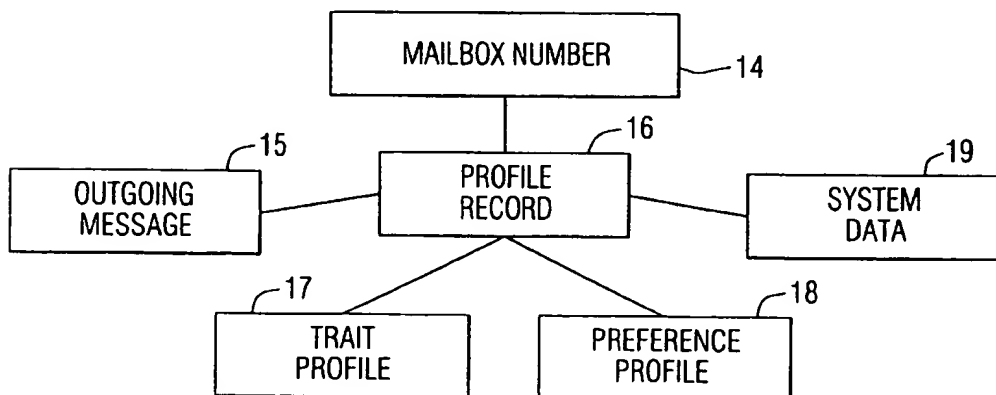 MAILBOX NUMBER
14
15
16
19
OUTGOING
MESSAGE
PROFILE
RECORD
SYSTEM
DATA
17
18
TRAIT
PROFILE
PREFERENCE
PROFILE